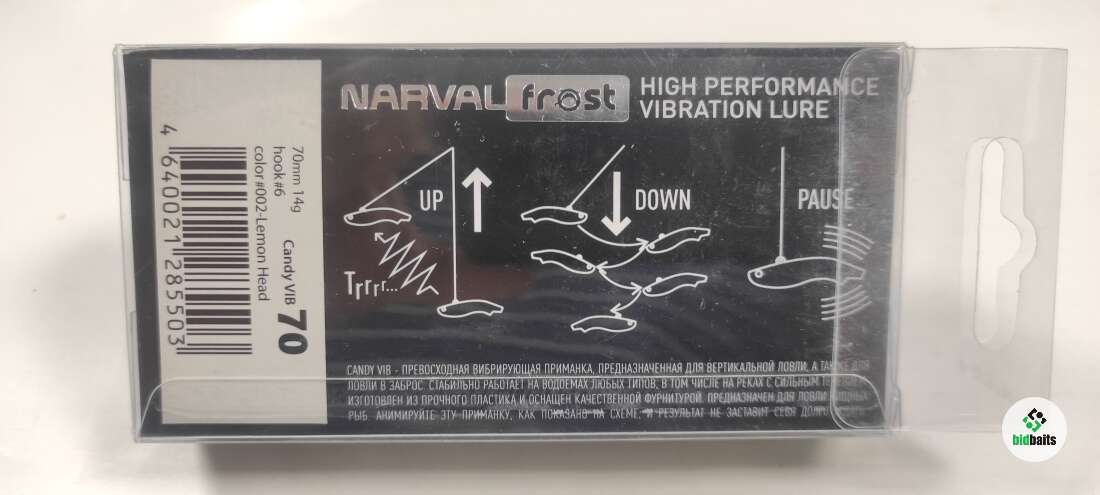 NARVAL frost
HIGH PERFORMANCE
VIBRATION LURE
UP
DOWN
PAUSE
Trrrr...
CANDY VIB - ПРЕВОСХОДНАЯ ВИБРИРУЮЩАЯ ПРИМАНКА, ПРЕДНАЗНАЧЕННАЯ ДЛЯ ВЕРТИКАЛЬНОЙ ЛОВЛИ, А ТАКЖЕ ДЛЯ
ЛОВЛИ В ЗАБРОС. СТАБИЛЬНО РАБОТАЕТ НА ВОДОЕМАХ ЛЮБЫХ ТИПОВ, В ТОМ ЧИСЛЕ НА РЕКАХ С СИЛЬНЫМ
ИЗГОТОВЛЕН ИЗ ПРОЧНОГО ПЛАСТИКА И ОСНАЩЕН КАЧЕСТВЕННОЙ ФУРНИТУРОЙ. ПРЕДНАЗНАЧЕН ДЛЯ ЛОВЛИ
РЫБ. АНИМИРУЙТЕ ЭТУ ПРИМАНКУ, КАК ПОКАЗАНО НА СХЕМЕ, И РЕЗУЛЬТАТ НЕ ЗАСТАВИТ СЕБЯ
Candy VIB 70
70mm 14g
hook#6
color#002-Lemon Head
4 640021 285503
bidbaits